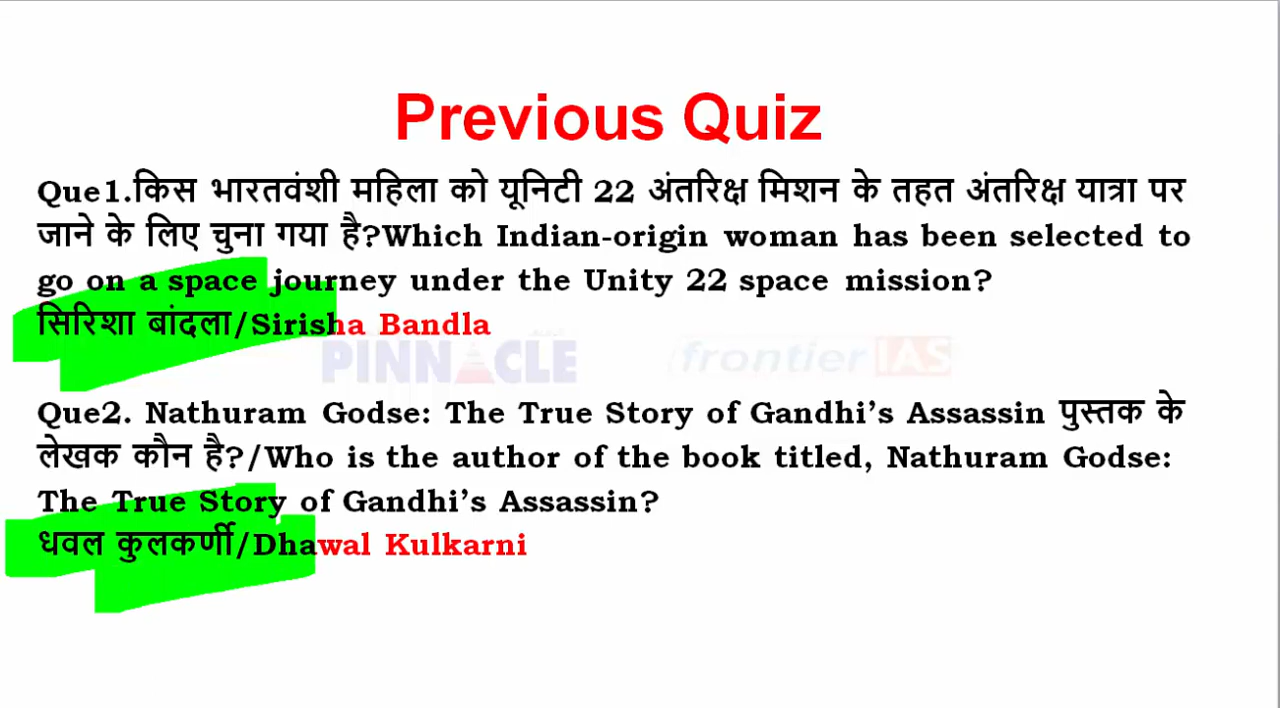 Previous Quiz
Que1.किस भारतवंशी महिला को यूनिटी 22 अंतरिक्ष मिशन के तहत अंतरिक्ष यात्रा पर
जाने के लिए चुना गया है?Which Indian-origin woman has been selected to
go on a space journey under the Unity 22 space mission?
सिरिशा बांदला/Sirisha Bandla
PINNACLE frontier IAS
Que2. Nathuram Godse: The True Story of Gandhi’s Assassin पुस्तक के
लेखक कौन है?/Who is the author of the book titled, Nathuram Godse:
The True Story of Gandhi’s Assassin?
धवल कुलकर्णी/Dhawal Kulkarni